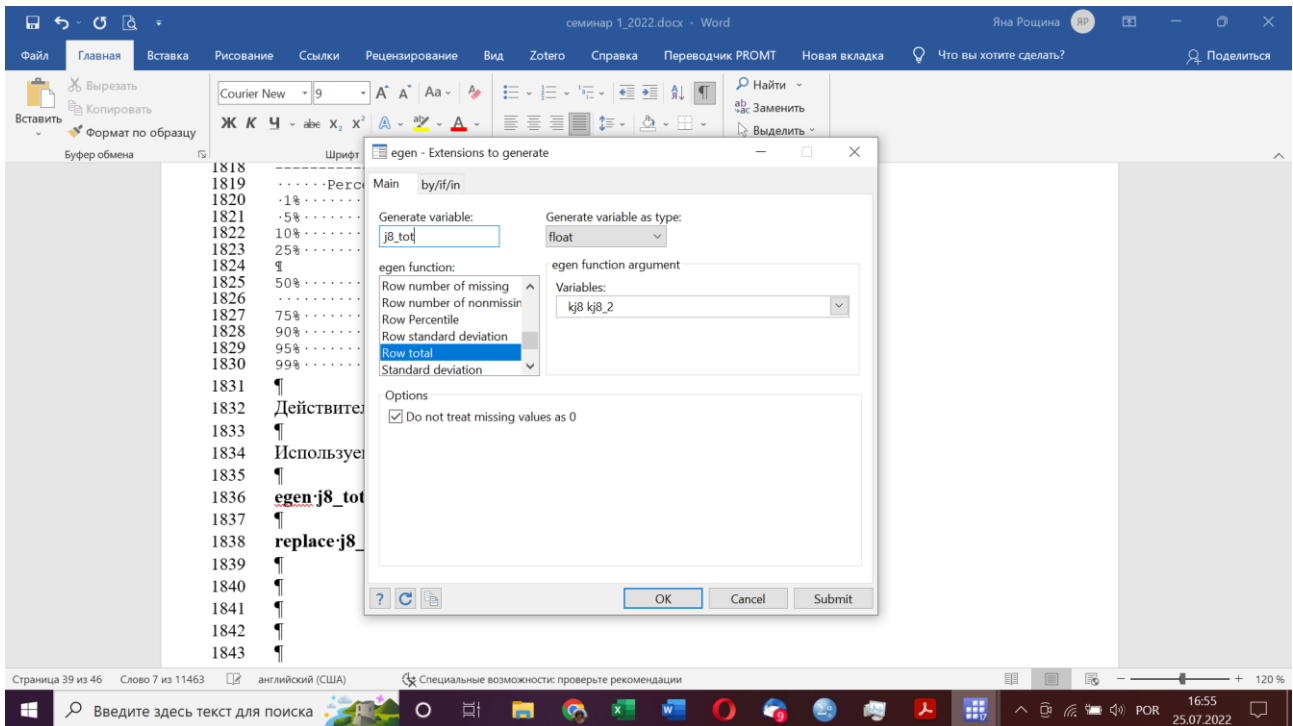 семинар 1_2022.docx - Word
Яна Рощина
ЯР
Файл Главная Вставка Рисование Ссылки Рецензирование Вид Zotero Справка Переводчик PROMT Новая вкладка Что вы хотите сделать? Поделиться
Вставить
Вырезать
Копировать
Формат по образцу
Буфер обмена
Courier New 9
Ж К Ч abc X₂ X²
Шрифт
Найти
Заменить
Выделить
egen - Extensions to generate
Main by/if/in
Generate variable:
j8_tot
Generate variable as type:
float
egen function:
Row number of missing
Row number of nonmissin
Row Percentile
Row standard deviation
Row total
Standard deviation
egen function argument
Variables:
kj8 kj8_2
Options
Do not treat missing values as 0
? OK Cancel Submit
1818 --------------
1819 ······Perc
1820 ·1%·······
1821 ·5%·······
1822 10%·······
1823 25%·······
1824 ¶
1825 50%·······
1826 ··········
1827 75%·······
1828 90%·······
1829 95%·······
1830 99%·······
1831 ¶
1832 Действите
1833 ¶
1834 Используе
1835 ¶
1836 egen·j8_tot
1837 ¶
1838 replace·j8_
1839 ¶
1840 ¶
1841 ¶
1842 ¶
1843 ¶
Страница 39 из 46 Слово 7 из 11463 английский (США) Специальные возможности: проверьте рекомендации 120 %
Введите здесь текст для поиска
POR
16:55
25.07.2022